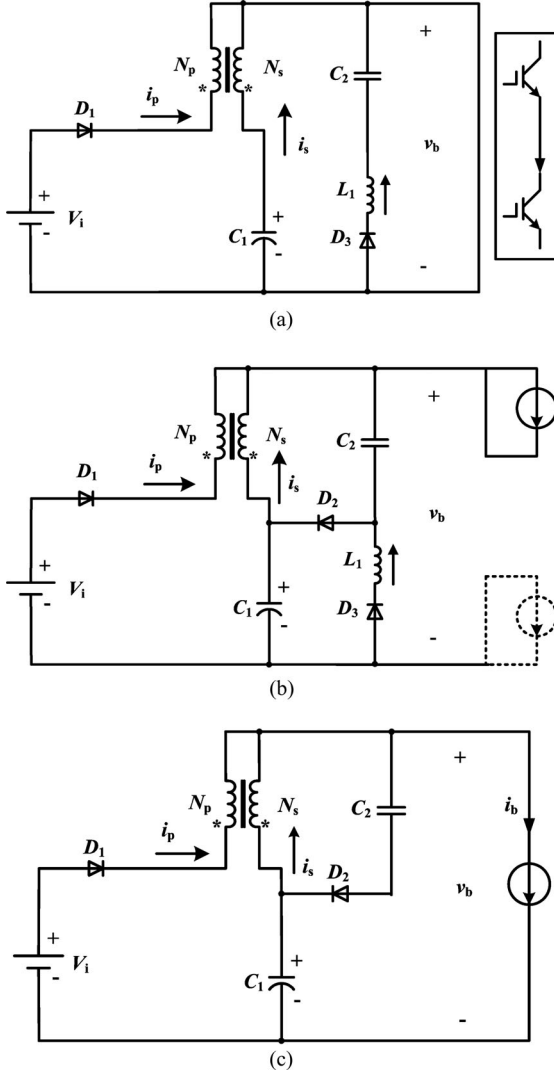 Np Ns
* *
C2
+
D1
ip
is
vb
L1
+
Vi
-
C1
+
-
D3
-
(a)
Np Ns
* *
C2
+
D1
ip
is
D2
vb
L1
+
Vi
-
C1
+
-
D3
-
(b)
Np Ns
* *
C2
+
ib
D1
ip
is
D2
vb
+
Vi
-
C1
+
-
-
(c)